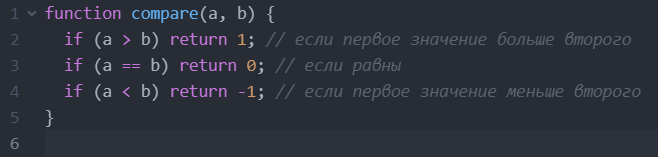 1 function compare(a, b) {
2   if (a > b) return 1; // если первое значение больше второго
3   if (a == b) return 0; // если равны
4   if (a < b) return -1; // если первое значение меньше второго
5 }
6